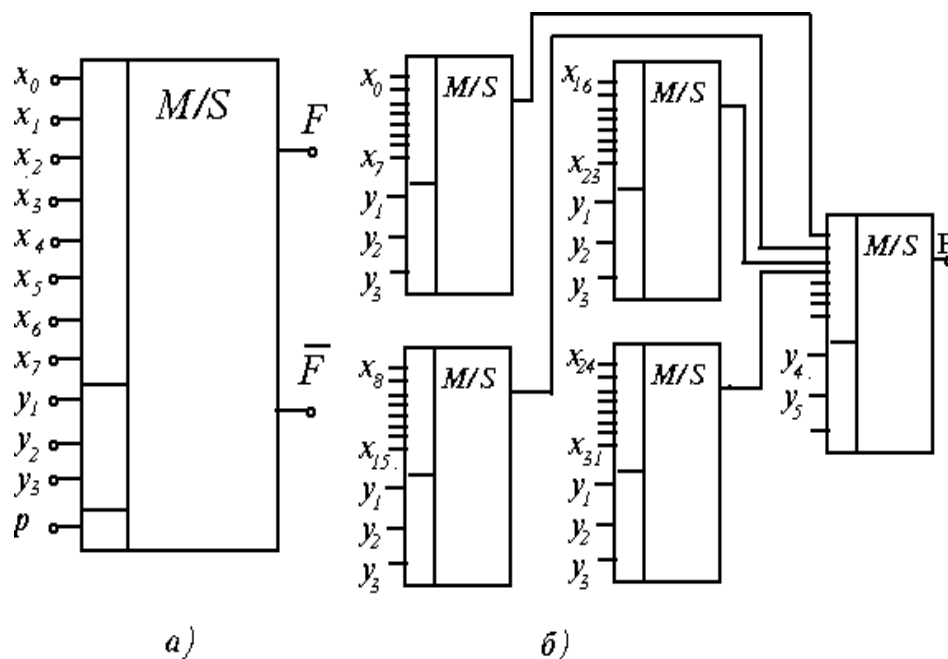 x₀
x₁
x₂
x₃
x₄
x₅
x₆
x₇
y₁
y₂
y₃
p
M/S
F
F̅
а)
x₀
x₇
y₁
y₂
y₃
M/S
x₈
x₁₅.
y₁
y₂
y₃
M/S
x₁₆
x₂₃
y₁
y₂
y₃
M/S
x₂₄
x₃₁
y₁
y₂
y₃
M/S
y₄.
y₅
M/S
F
б)